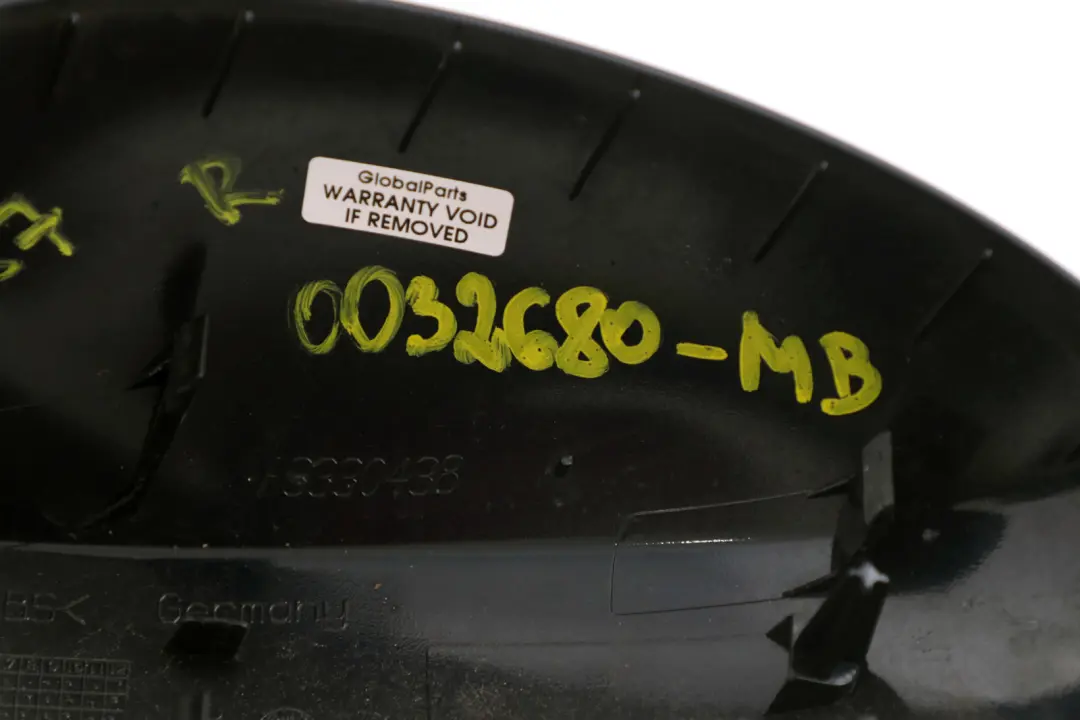 R
GlobalParts
WARRANTY VOID
IF REMOVED
0032680-MB
Germany